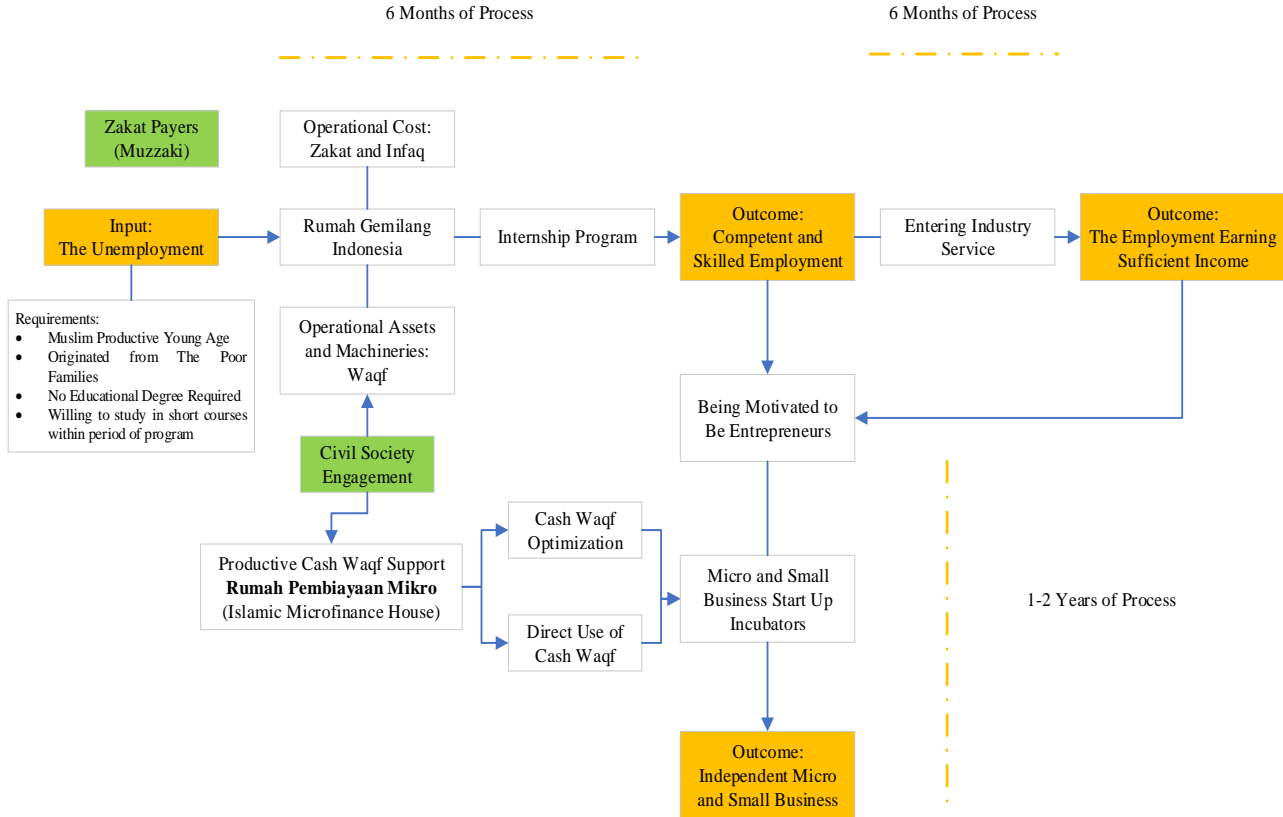 6 Months of Process
6 Months of Process
Zakat Payers
(Muzzaki)
Operational Cost:
Zakat and Infaq
Input:
The Unemployment
Rumah Gemilang
Indonesia
Internship Program
Outcome:
Competent and
Skilled Employment
Entering Industry
Service
Outcome:
The Employment Earning
Sufficient Income
Requirements:
• Muslim Productive Young Age
• Originated from The Poor
Families
• No Educational Degree Required
• Willing to study in short courses
within period of program
Operational Assets
and Machineries:
Waqf
Being Motivated to
Be Entrepreneurs
Civil Society
Engagement
Productive Cash Waqf Support
Rumah Pembiayaan Mikro
(Islamic Microfinance House)
Cash Waqf
Optimization
Direct Use of
Cash Waqf
Micro and Small
Business Start Up
Incubators
1-2 Years of Process
Outcome:
Independent Micro
and Small Business